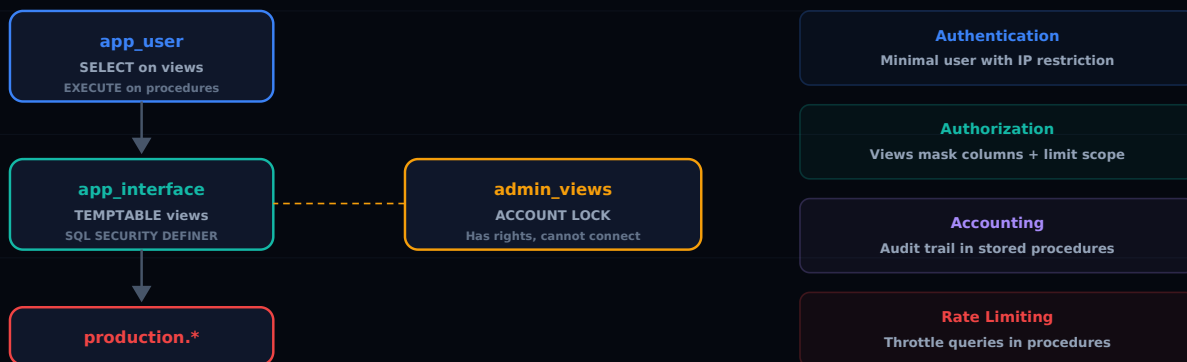 app_user
SELECT on views
EXECUTE on procedures
app_interface
TEMPTABLE views
SQL SECURITY DEFINER
admin_views
ACCOUNT LOCK
Has rights, cannot connect
production.*
Authentication
Minimal user with IP restriction
Authorization
Views mask columns + limit scope
Accounting
Audit trail in stored procedures
Rate Limiting
Throttle queries in procedures